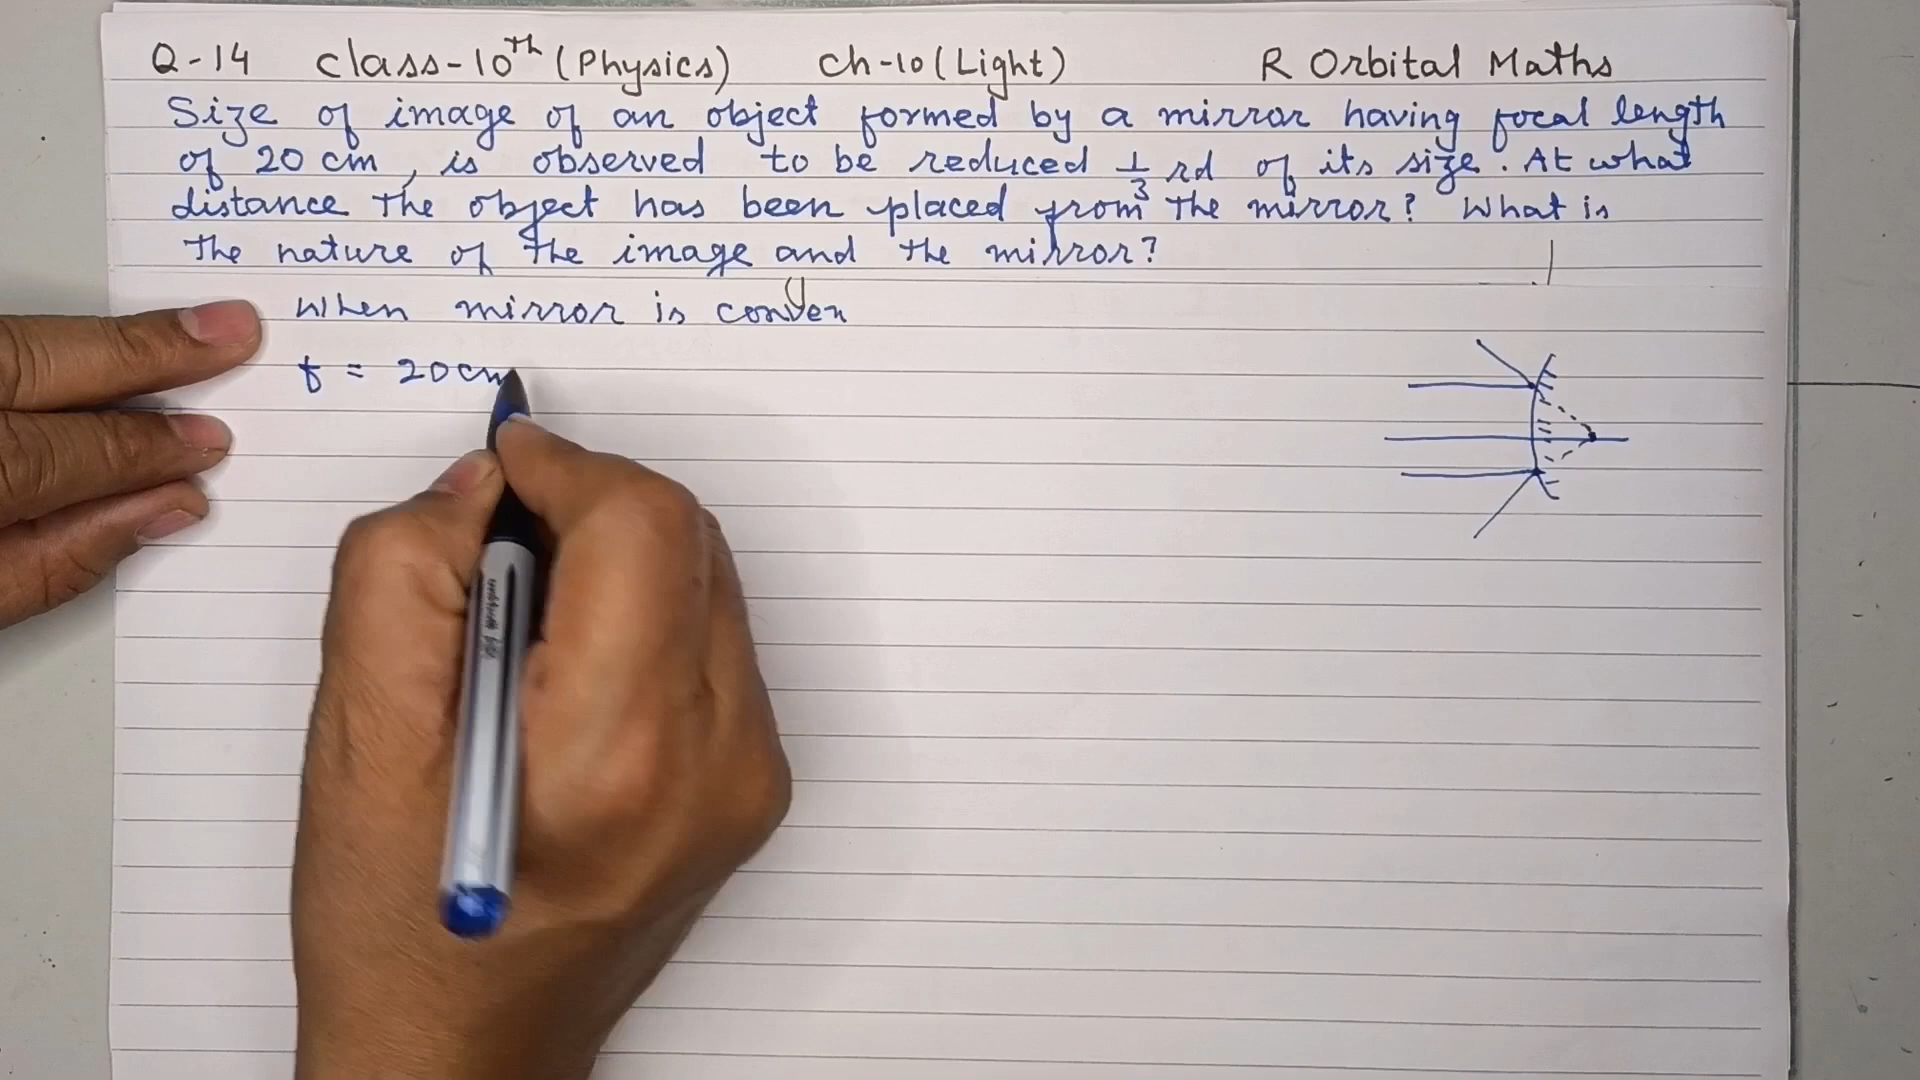 Q-14 Class-10th (Physics) Ch-10 (Light) R Orbital Maths
Size of image of an object formed by a mirror having focal length
of 20 cm, is observed to be reduced 1/3 rd of its size. At what
distance the object has been placed from the mirror? What is
the nature of the image and the mirror?
When mirror is convex
f = 20cm